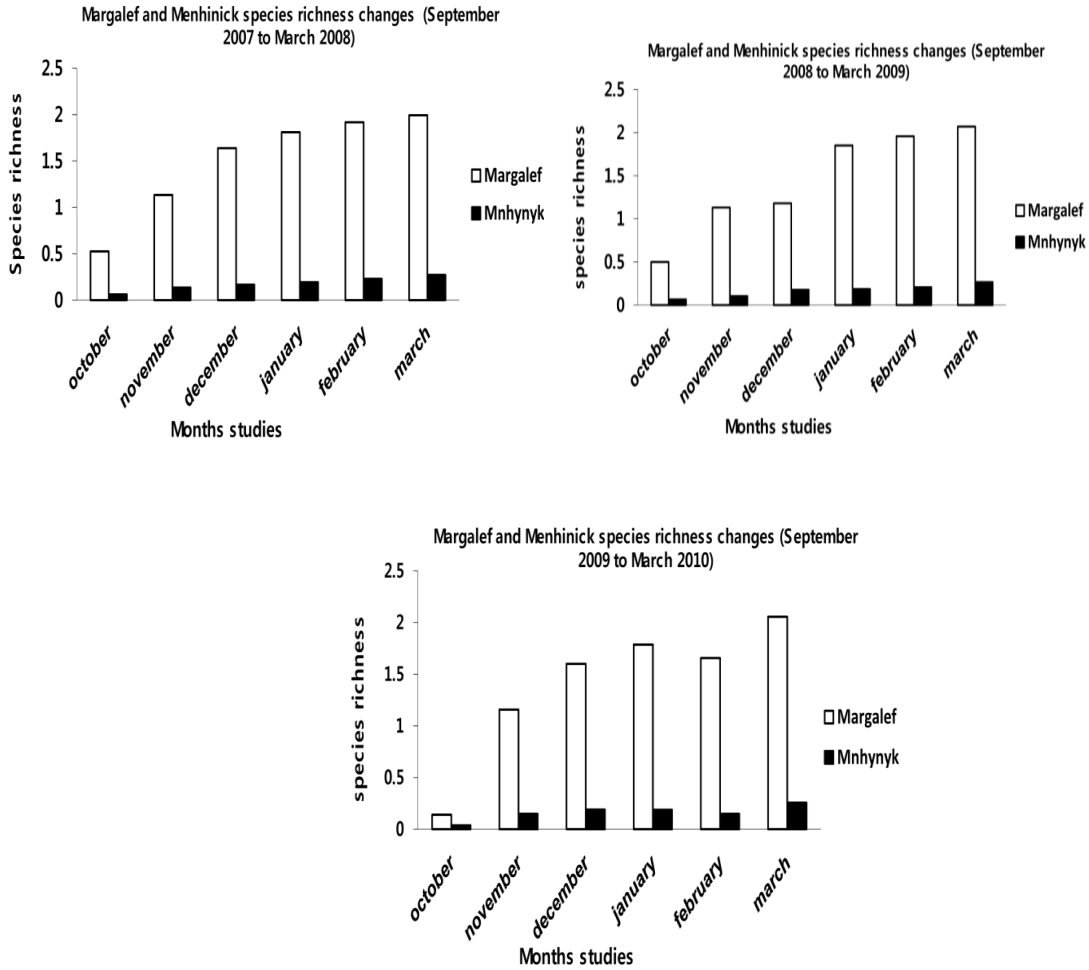 Margalef and Menhinick species richness changes (September
2007 to March 2008)
Species richness
2.5
2
1.5
1
0.5
0
october
november
december
january
february
march
Months studies
Margalef
Mnhynyk
Margalef and Menhinick species richness changes (September
2008 to March 2009)
species richness
2.5
2
1.5
1
0.5
0
october
november
december
january
february
march
Months studies
Margalef
Mnhynyk
Margalef and Menhinick species richness changes (September
2009 to March 2010)
species richness
2.5
2
1.5
1
0.5
0
october
november
december
january
february
march
Months studies
Margalef
Mnhynyk